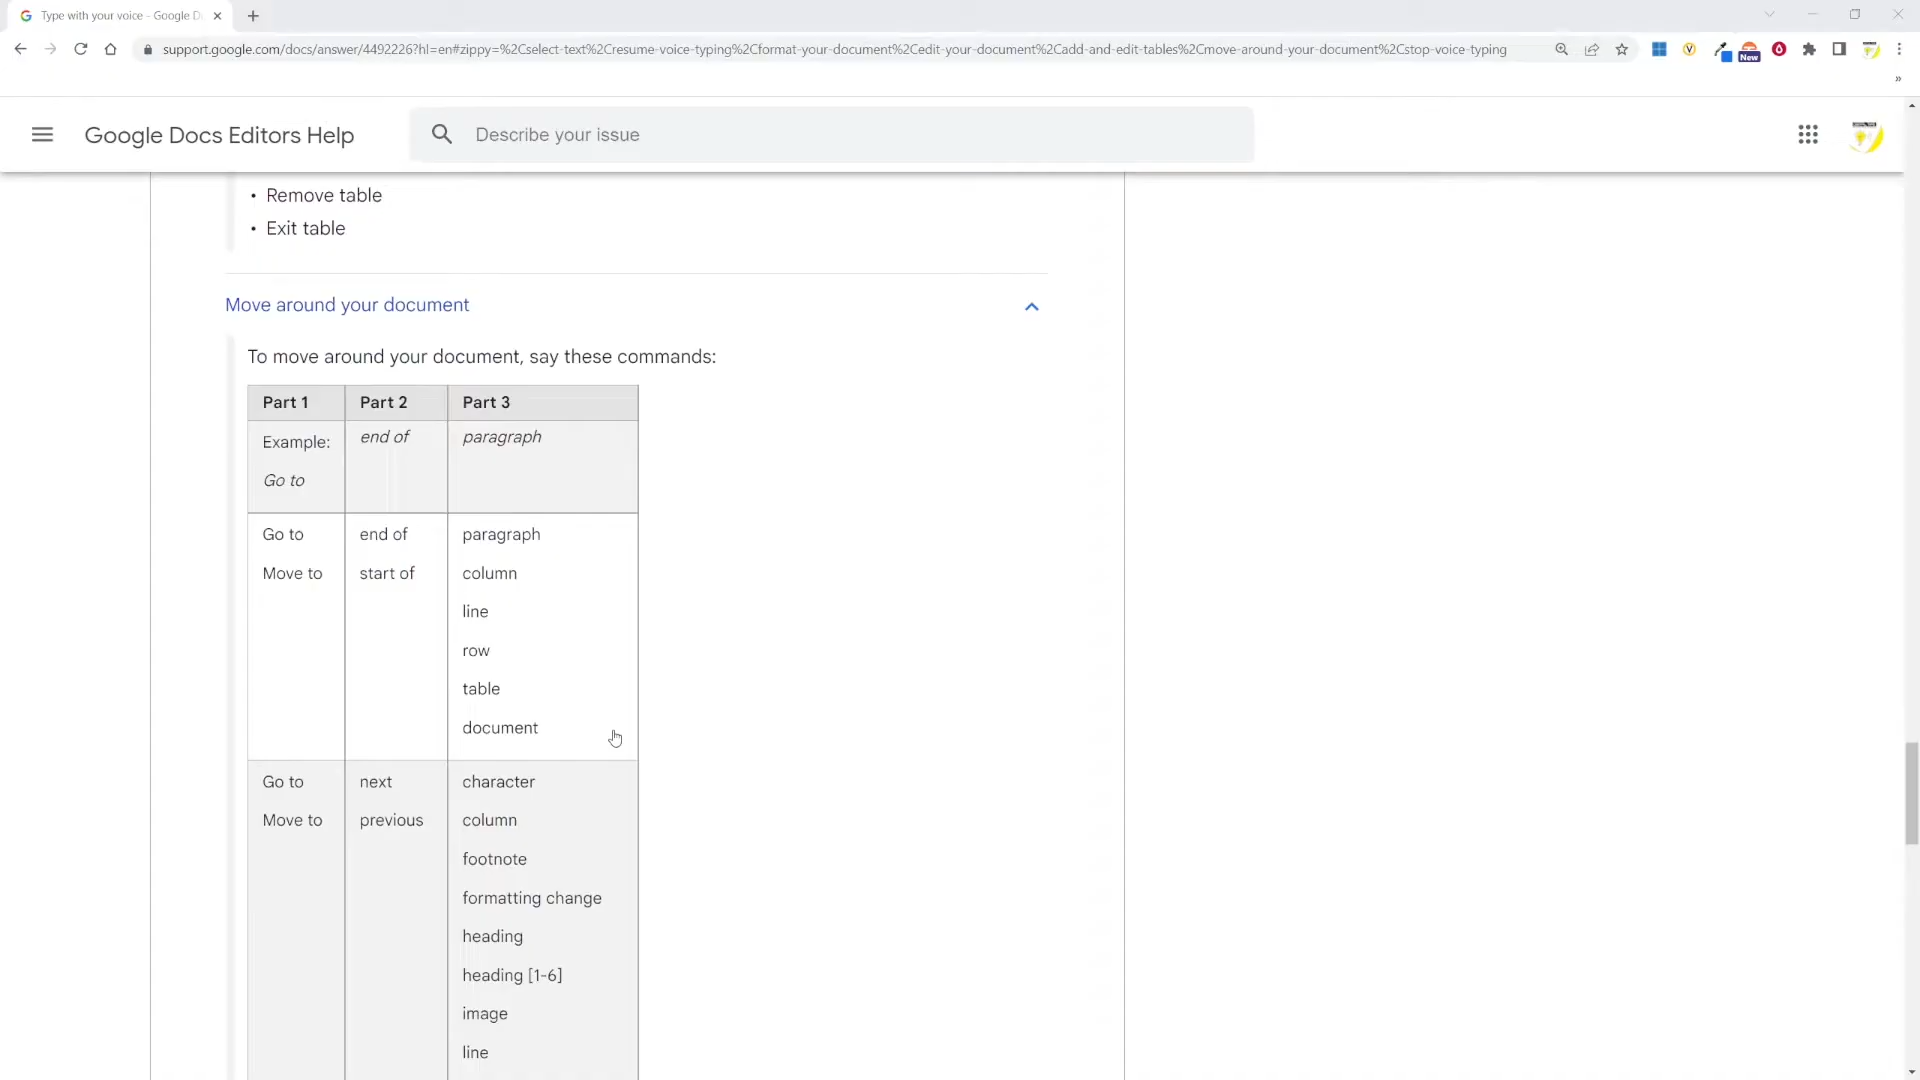 Type with your voice - Google D
support.google.com/docs/answer/4492226?hl=en#zippy=%2Cselect-text%2Cresume-voice-typing%2Cformat-your-document%2Cedit-your-document%2Cadd-and-edit-tables%2Cmove-around-your-document%2Cstop-voice-typing
New
Google Docs Editors Help
Describe your issue
• Remove table
• Exit table
Move around your document
To move around your document, say these commands:
Part 1 Part 2 Part 3
Example: end of paragraph
Go to
Go to end of paragraph
Move to start of column
line
row
table
document
Go to next character
Move to previous column
footnote
formatting change
heading
heading [1-6]
image
line